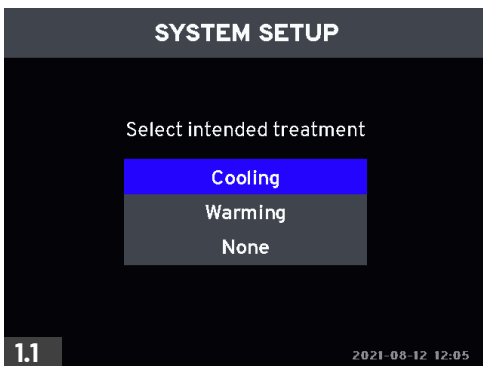 SYSTEM SETUP
Select intended treatment
Cooling
Warming
None
1.1
2021-08-12 12:05